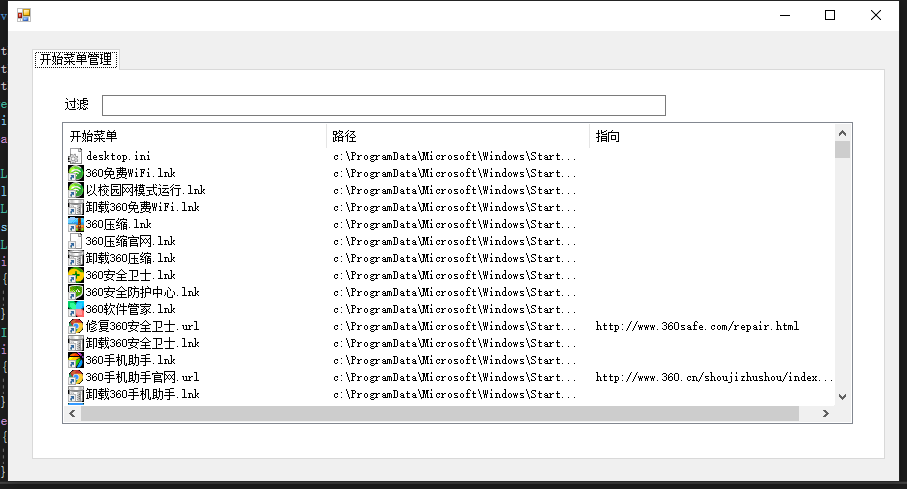 开始菜单管理
过滤
开始菜单 路径 指向
desktop.ini c:\ProgramData\Microsoft\Windows\Start...
360免费WiFi.lnk c:\ProgramData\Microsoft\Windows\Start...
以校园网模式运行.lnk c:\ProgramData\Microsoft\Windows\Start...
卸载360免费WiFi.lnk c:\ProgramData\Microsoft\Windows\Start...
360压缩.lnk c:\ProgramData\Microsoft\Windows\Start...
360压缩官网.lnk c:\ProgramData\Microsoft\Windows\Start...
卸载360压缩.lnk c:\ProgramData\Microsoft\Windows\Start...
360安全卫士.lnk c:\ProgramData\Microsoft\Windows\Start...
360安全防护中心.lnk c:\ProgramData\Microsoft\Windows\Start...
360软件管家.lnk c:\ProgramData\Microsoft\Windows\Start...
修复360安全卫士.url c:\ProgramData\Microsoft\Windows\Start... http://www.360safe.com/repair.html
卸载360安全卫士.lnk c:\ProgramData\Microsoft\Windows\Start...
360手机助手.lnk c:\ProgramData\Microsoft\Windows\Start...
360手机助手官网.url c:\ProgramData\Microsoft\Windows\Start... http://www.360.cn/shoujizhushou/index...
卸载360手机助手.lnk c:\ProgramData\Microsoft\Windows\Start...